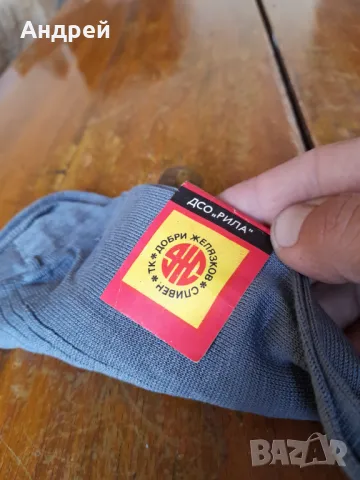 Андрей
ДСО „РИЛА"
ТК * ДОБРИ ЖЕЛЯЗКОВ * СЛИВЕН *
BAZAR